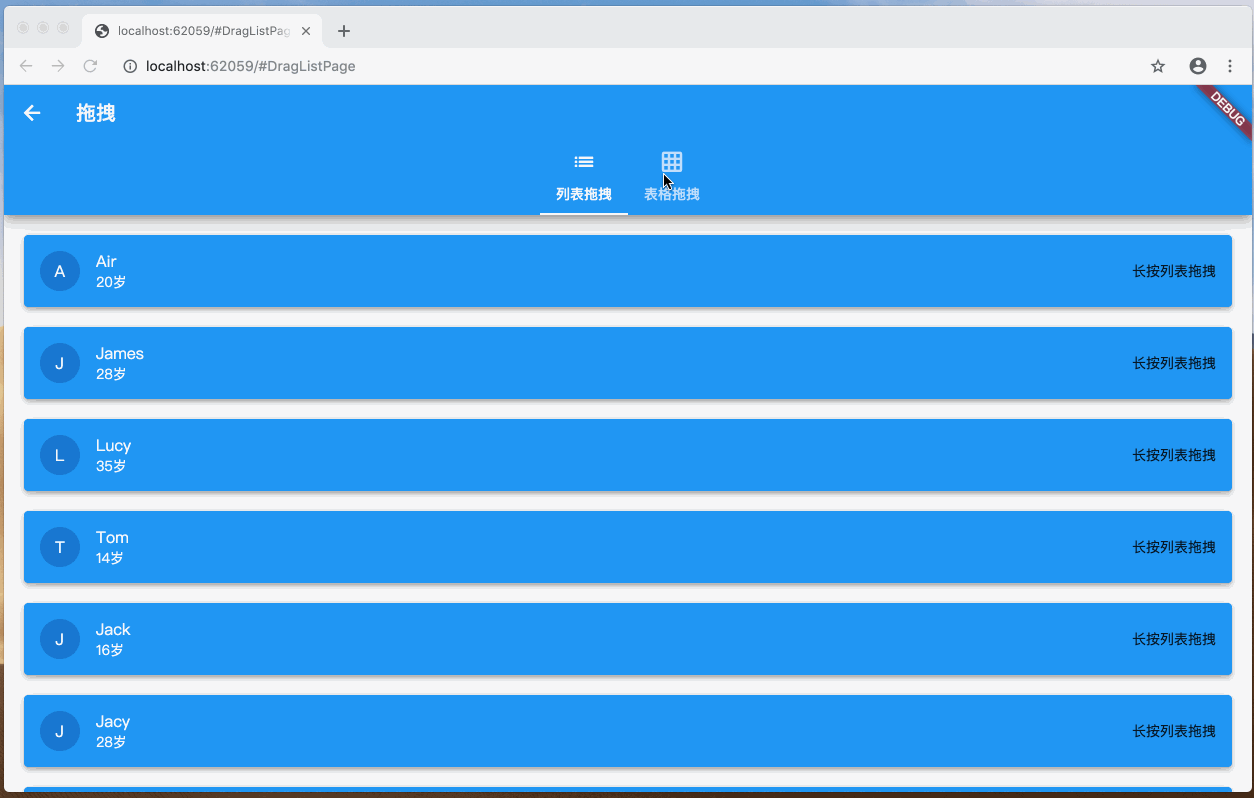 localhost:62059/#DragListPag
localhost:62059/#DragListPage
拖拽
DEBUG
列表拖拽
表格拖拽
A
Air
20岁
长按列表拖拽
J
James
28岁
长按列表拖拽
L
Lucy
35岁
长按列表拖拽
T
Tom
14岁
长按列表拖拽
J
Jack
16岁
长按列表拖拽
J
Jacy
28岁
长按列表拖拽